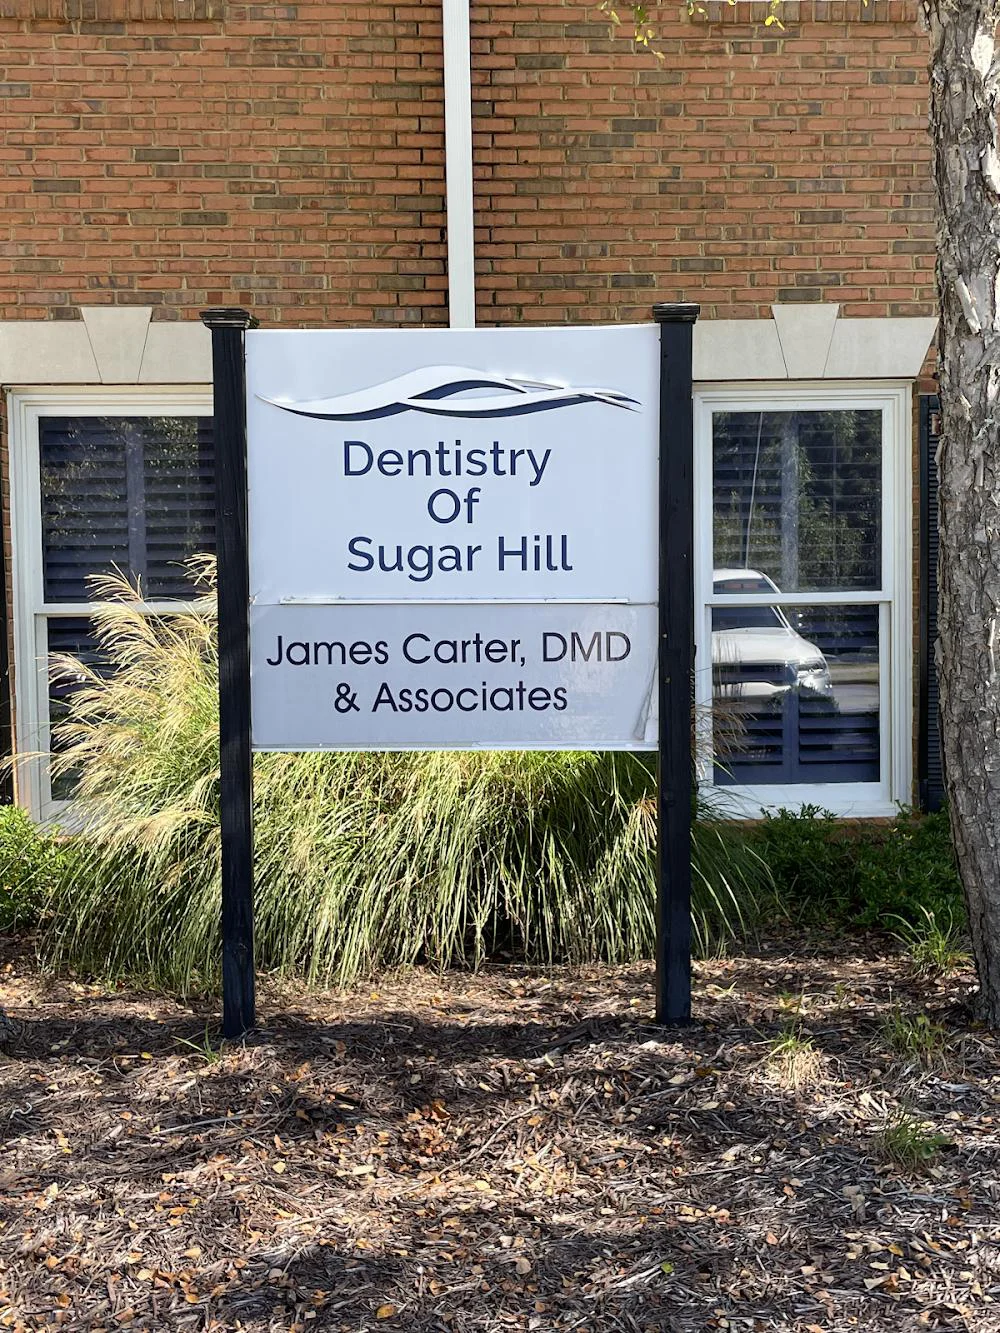 Dentistry
Of
Sugar Hill
James Carter, DMD
& Associates